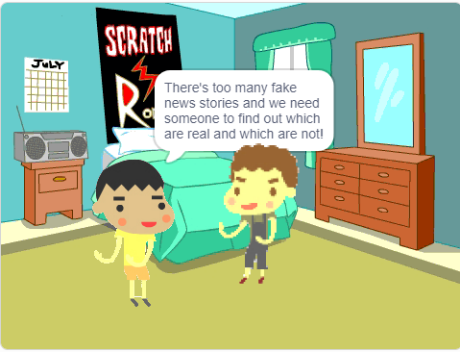 SCRATCH
JULY
There's too many fake
news stories and we need
someone to find out which
are real and which are not!